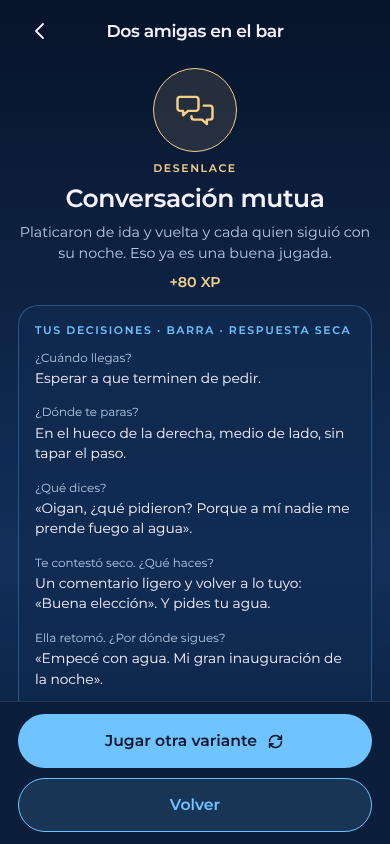 Dos amigas en el bar
DESENLACE
Conversación mutua
Platicaron de ida y vuelta y cada quien siguió con
su noche. Eso ya es una buena jugada.
+80 XP
TUS DECISIONES · BARRA · RESPUESTA SECA
¿Cuándo llegas?
Esperar a que terminen de pedir.
¿Dónde te paras?
En el hueco de la derecha, medio de lado, sin
tapar el paso.
¿Qué dices?
«Oigan, ¿qué pidieron? Porque a mí nadie me
prende fuego al agua».
Te contestó seco. ¿Qué haces?
Un comentario ligero y volver a lo tuyo:
«Buena elección». Y pides tu agua.
Ella retomó. ¿Por dónde sigues?
«Empecé con agua. Mi gran inauguración de
la noche».
Jugar otra variante
Volver